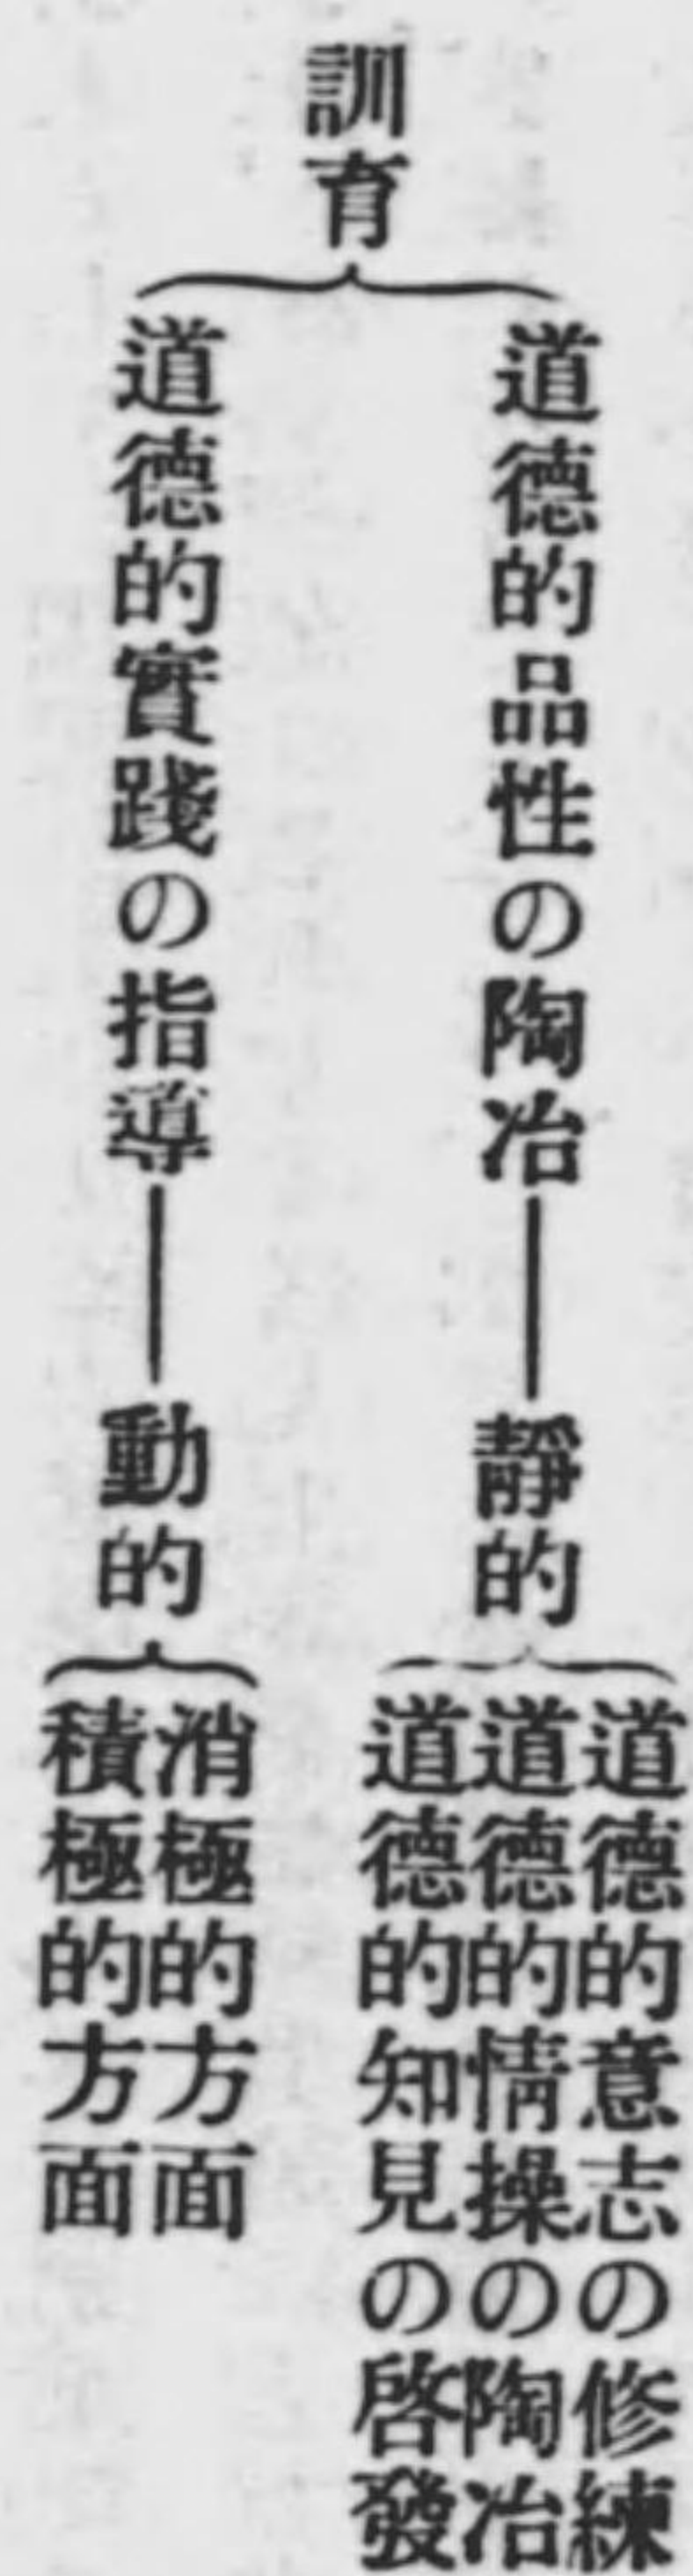 訓育
道德的品性の陶冶――靜的
道德的意志の修練
道德的情操の陶冶
道德的知見の啓發
道德的實踐の指導――動的
消極的方面
積極的方面